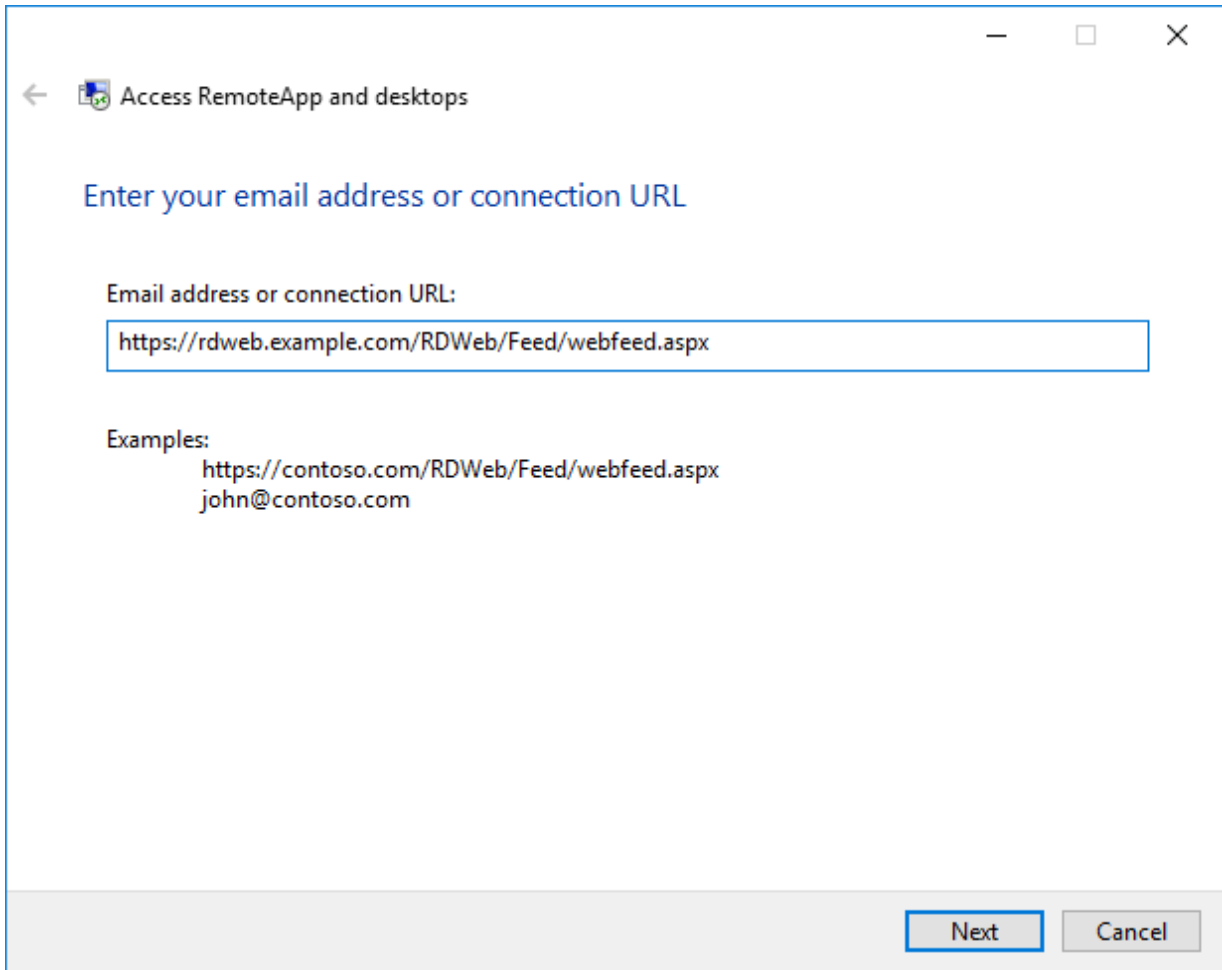 Access RemoteApp and desktops
Enter your email address or connection URL
Email address or connection URL:
https://rdweb.example.com/RDWeb/Feed/webfeed.aspx
Examples:
https://contoso.com/RDWeb/Feed/webfeed.aspx
john@contoso.com
Next Cancel